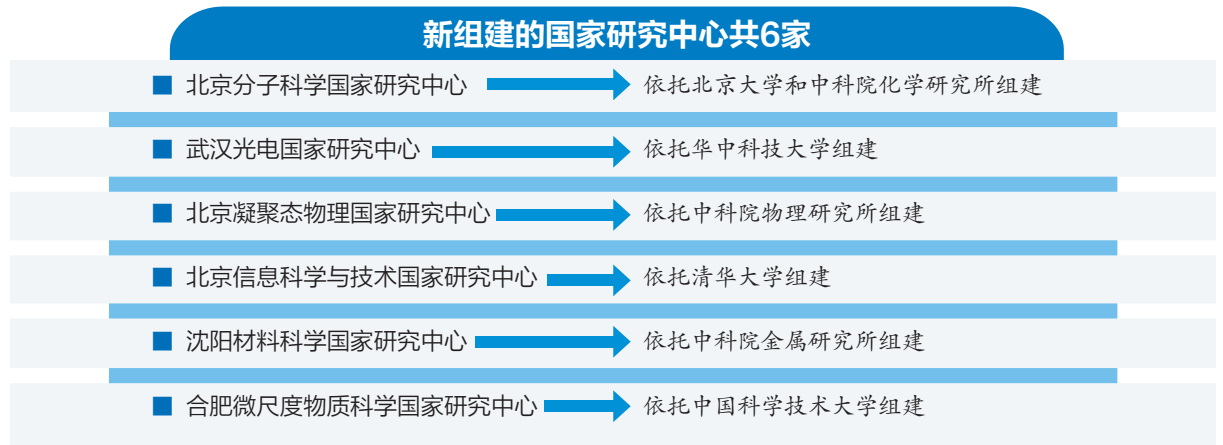 新组建的国家研究中心共6家
北京分子科学国家研究中心 依托北京大学和中科院化学研究所组建
武汉光电国家研究中心 依托华中科技大学组建
北京凝聚态物理国家研究中心 依托中科院物理研究所组建
北京信息科学与技术国家研究中心 依托清华大学组建
沈阳材料科学国家研究中心 依托中科院金属研究所组建
合肥微尺度物质科学国家研究中心 依托中国科学技术大学组建